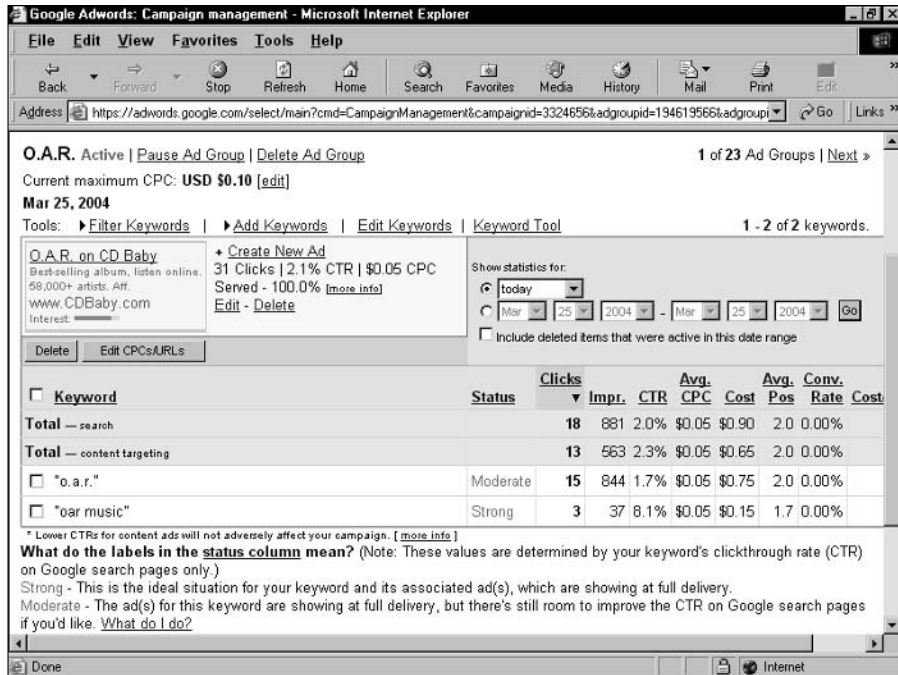 Google Adwords: Campaign management - Microsoft Internet Explorer
File Edit View Favorites Tools Help
Back Forward Stop Refresh Home Search Favorites Media History Mail Print Edit
Address https://adwords.google.com/select/main?cmd=CampaignManagement&campaignid=3324656&adgroupid=194619566&adgroupi Go Links »
O.A.R. Active | Pause Ad Group | Delete Ad Group 1 of 23 Ad Groups | Next »
Current maximum CPC: USD $0.10 [edit]
Mar 25, 2004
Tools: Filter Keywords | Add Keywords | Edit Keywords | Keyword Tool 1 - 2 of 2 keywords.
O.A.R. on CD Baby
Best-selling album, listen online.
58,000+ artists. Aff.
www.CDBaby.com
Interest:
+ Create New Ad
31 Clicks | 2.1% CTR | $0.05 CPC
Served - 100.0% [more info]
Edit - Delete
Show statistics for:
today
Mar 25 2004 - Mar 25 2004 Go
Include deleted items that were active in this date range
Delete Edit CPCs/URLs
Keyword Status Clicks ▼ Impr. CTR Avg. CPC Cost Avg. Pos Conv. Rate Cost/
Total — search 18 881 2.0% $0.05 $0.90 2.0 0.00%
Total — content targeting 13 563 2.3% $0.05 $0.65 2.0 0.00%
"o.a.r." Moderate 15 844 1.7% $0.05 $0.75 2.0 0.00%
"oar music" Strong 3 37 8.1% $0.05 $0.15 1.7 0.00%
* Lower CTRs for content ads will not adversely affect your campaign. [ more info ]
What do the labels in the status column mean? (Note: These values are determined by your keyword's clickthrough rate (CTR)
on Google search pages only.)
Strong - This is the ideal situation for your keyword and its associated ad(s), which are showing at full delivery.
Moderate - The ad(s) for this keyword are showing at full delivery, but there's still room to improve the CTR on Google search pages
if you'd like. What do I do?
Done Internet